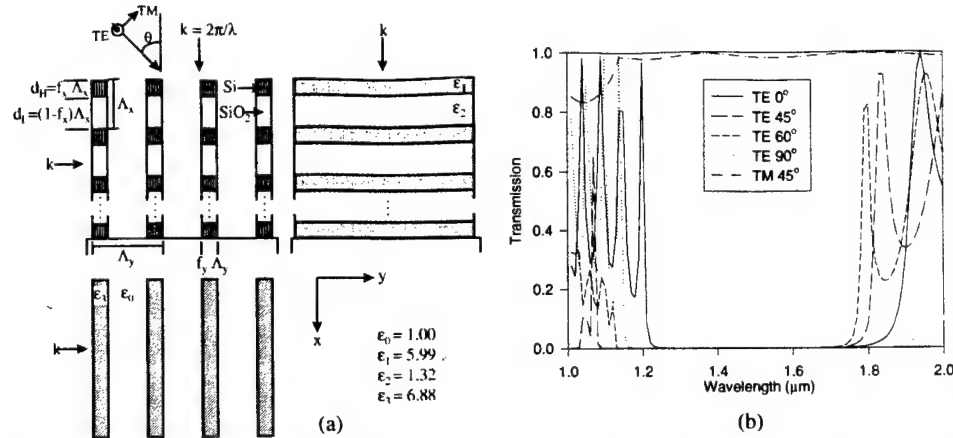 TM
TE
θ
k = 2π/λ
k
d_H=f_x Λ_x
Λ_x
Si
SiO₂
ε₁
ε₂
d_L=(1-f_x)Λ_x
k
Λ_y
f_y Λ_y
ε₃
ε₀
y
x
k
ε₀ = 1.00
ε₁ = 5.99
ε₂ = 1.32
ε₃ = 6.88
(a)
1.0
0.8
0.6
0.4
0.2
0.0
Transmission
TE 0°
TE 45°
TE 60°
TE 90°
TM 45°
1.0
1.2
1.4
1.6
1.8
2.0
Wavelength (μm)
(b)